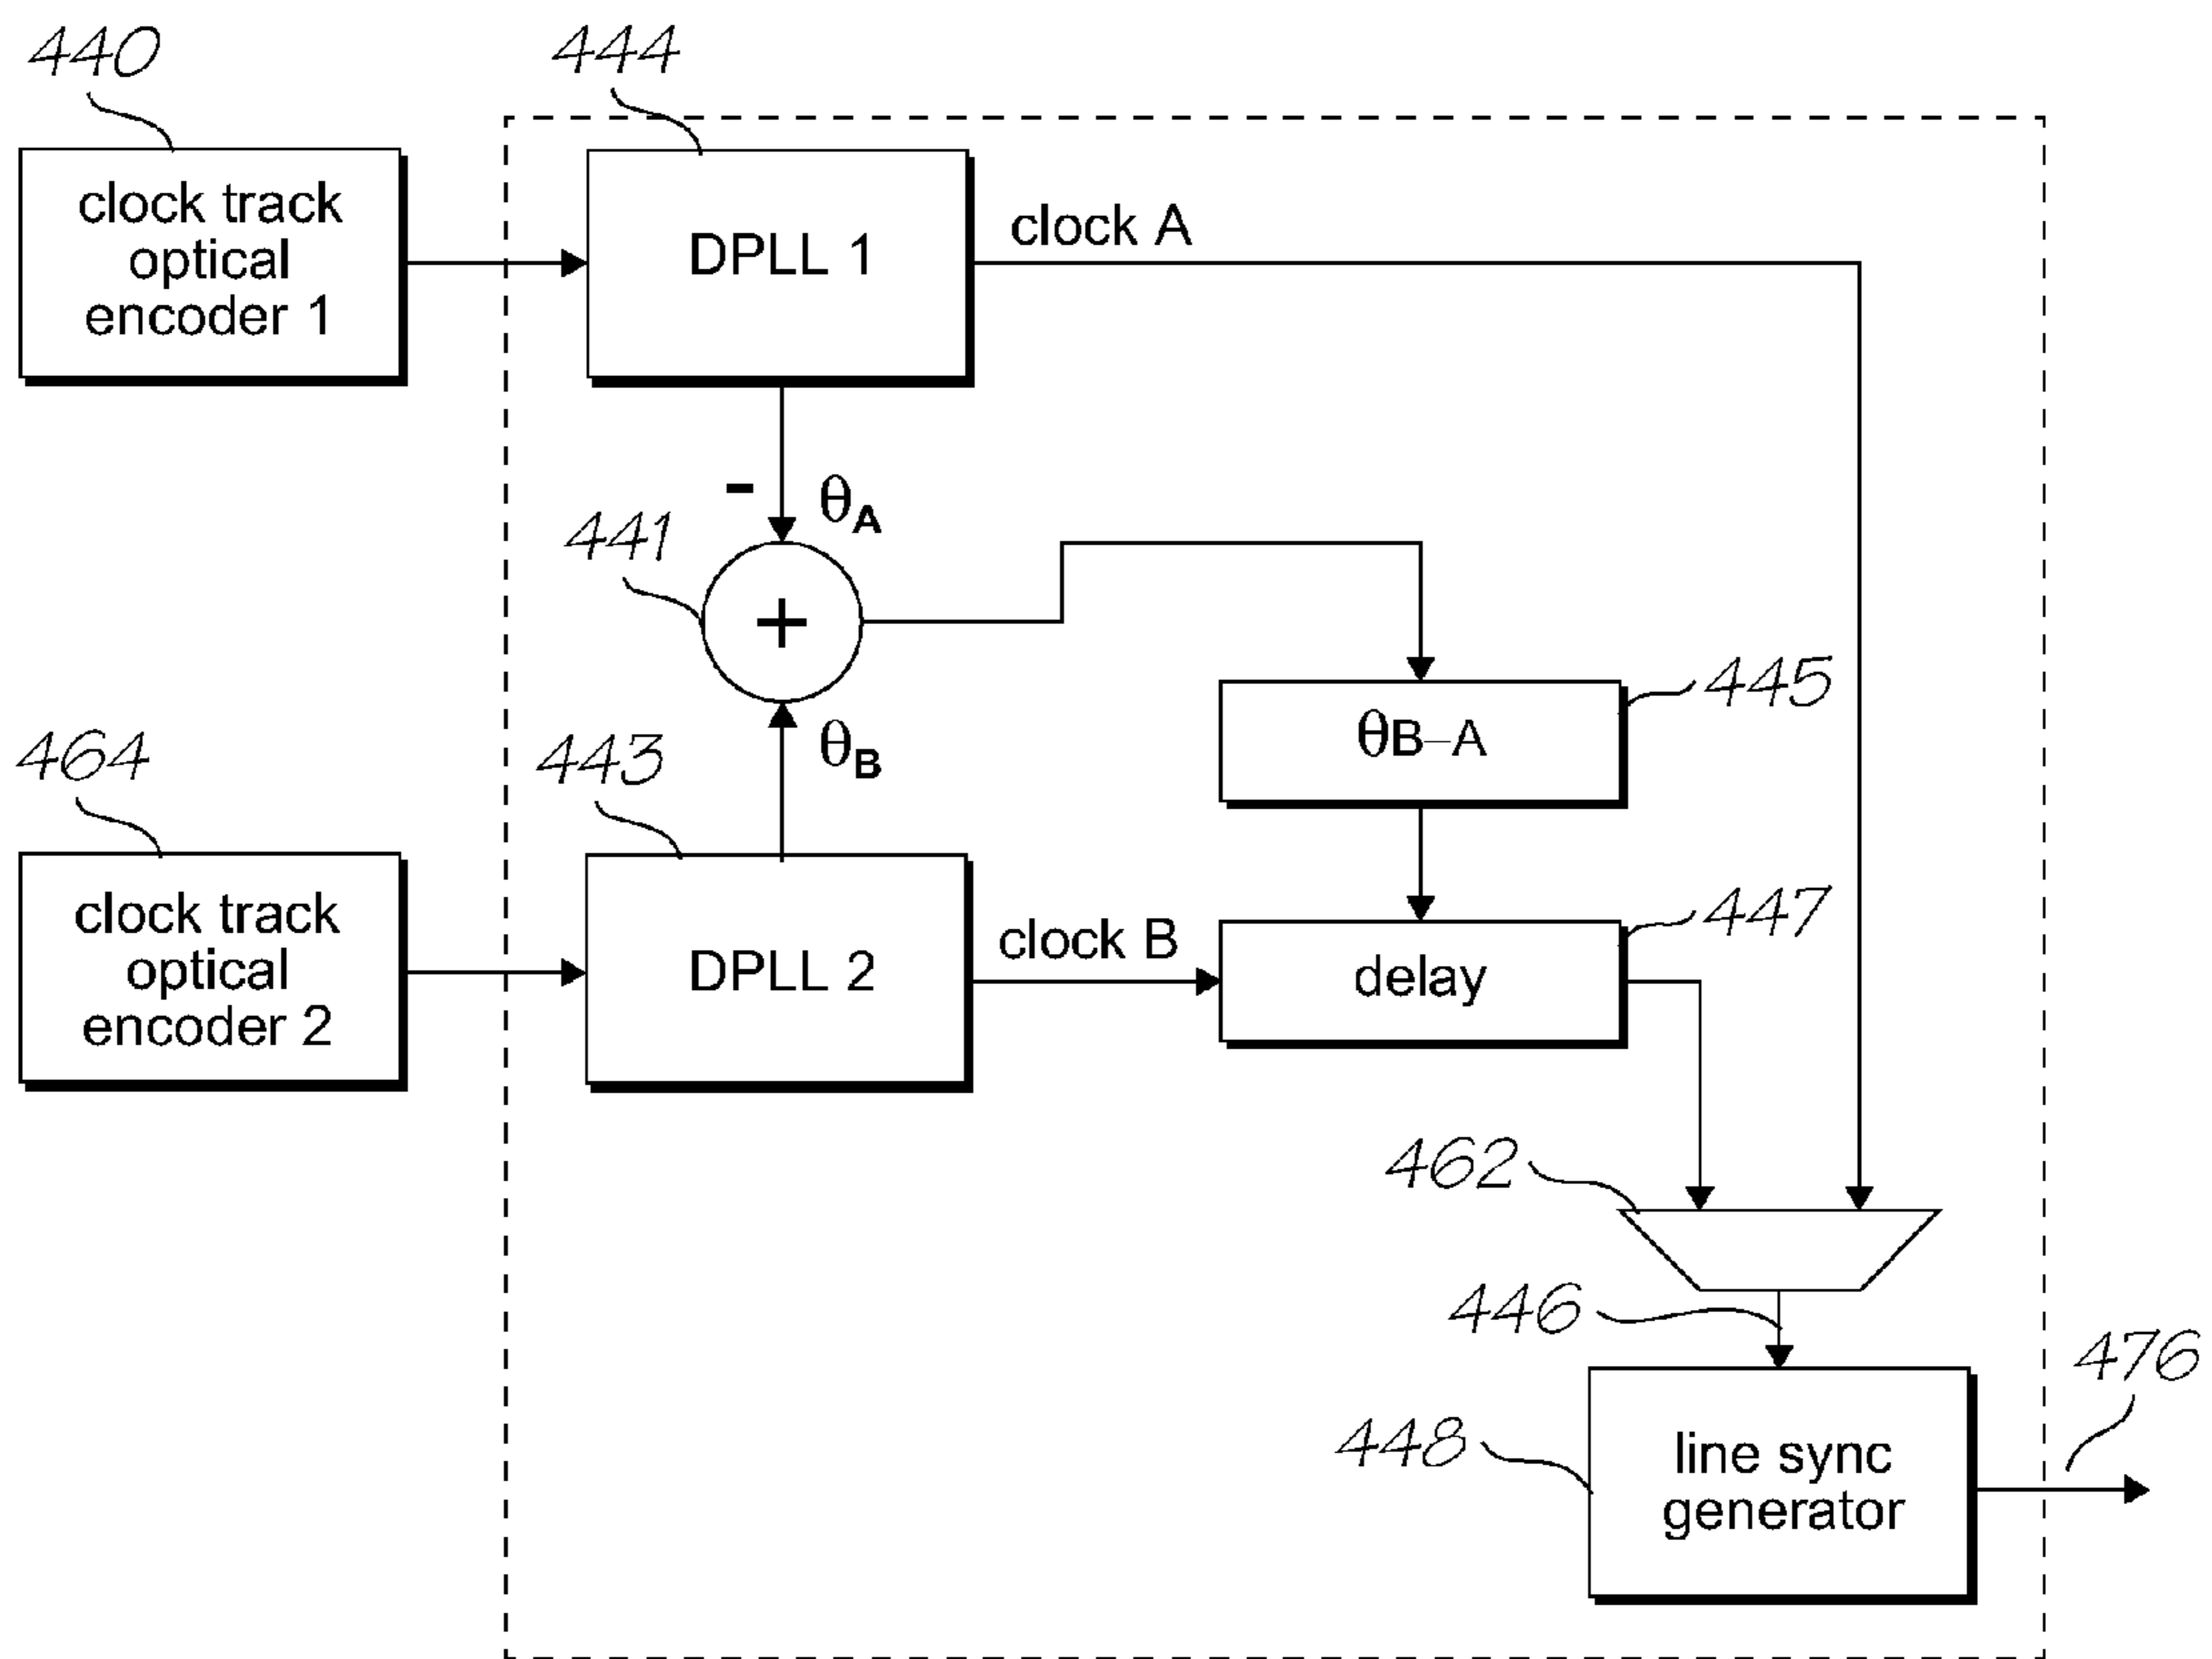 440
444
clock track
optical
encoder 1
DPLL 1
clock A
- θA
441
+
445
θB–A
464
443
θB
447
clock track
optical
encoder 2
DPLL 2
clock B
delay
462
446
476
448
line sync
generator